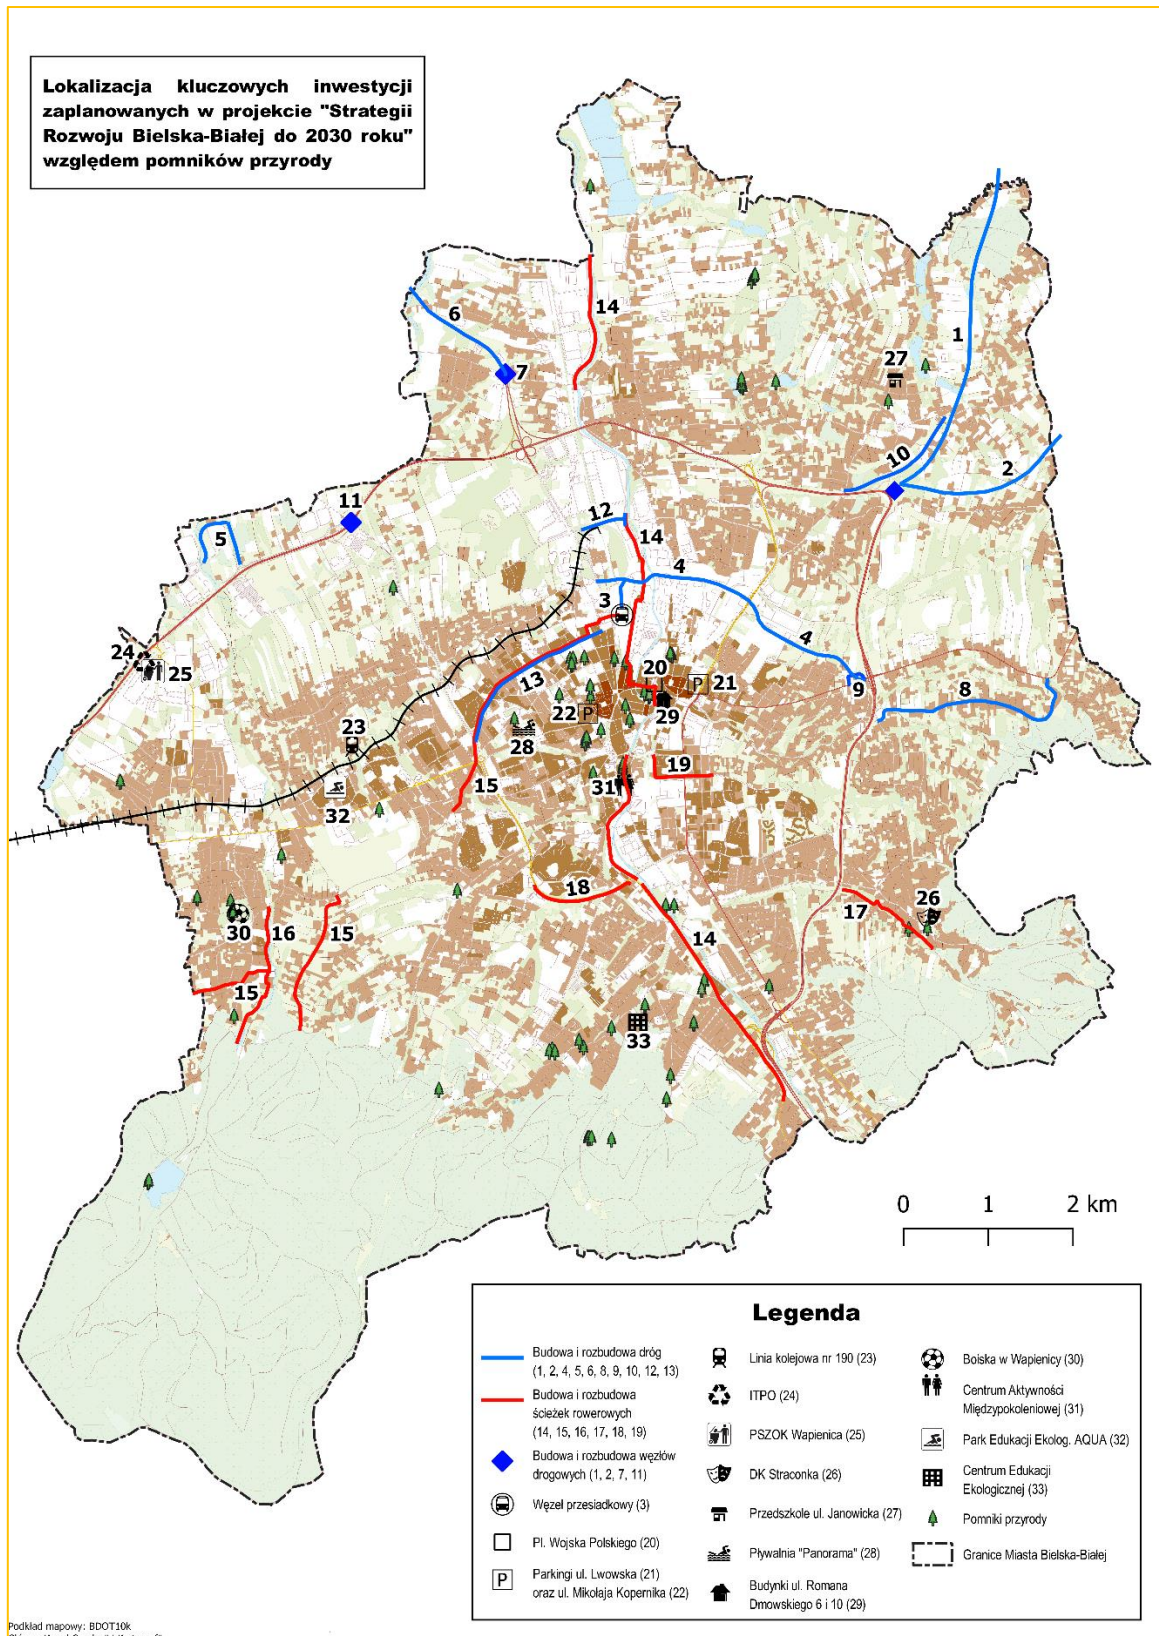 Lokalizacja kluczowych inwestycji
zaplanowanych w projekcie "Strategii
Rozwoju Bielska-Białej do 2030 roku"
względem pomników przyrody
14
6
1
27
7
10
2
11
12
5
14
4
3
4
24
25
13
20
21
9
8
22
29
23
28
19
15
31
32
18
26
17
30
16
15
14
15
33
0 1 2 km
Legenda
Budowa i rozbudowa dróg
(1, 2, 4, 5, 6, 8, 9, 10, 12, 13)
Budowa i rozbudowa
ścieżek rowerowych
(14, 15, 16, 17, 18, 19)
Budowa i rozbudowa węzłów
drogowych (1, 2, 7, 11)
Węzeł przesiadkowy (3)
Pl. Wojska Polskiego (20)
P
Parkingi ul. Lwowska (21)
oraz ul. Mikołaja Kopernika (22)
Linia kolejowa nr 190 (23)
ITPO (24)
PSZOK Wapienica (25)
DK Straconka (26)
Przedszkole ul. Janowicka (27)
Pływalnia "Panorama" (28)
Budynki ul. Romana
Dmowskiego 6 i 10 (29)
Boiska w Wapienicy (30)
Centrum Aktywności
Międzypokoleniowej (31)
Park Edukacji Ekolog. AQUA (32)
Centrum Edukacji
Ekologicznej (33)
Pomniki przyrody
Granice Miasta Bielska-Białej
Podkład mapowy: BDOT10k